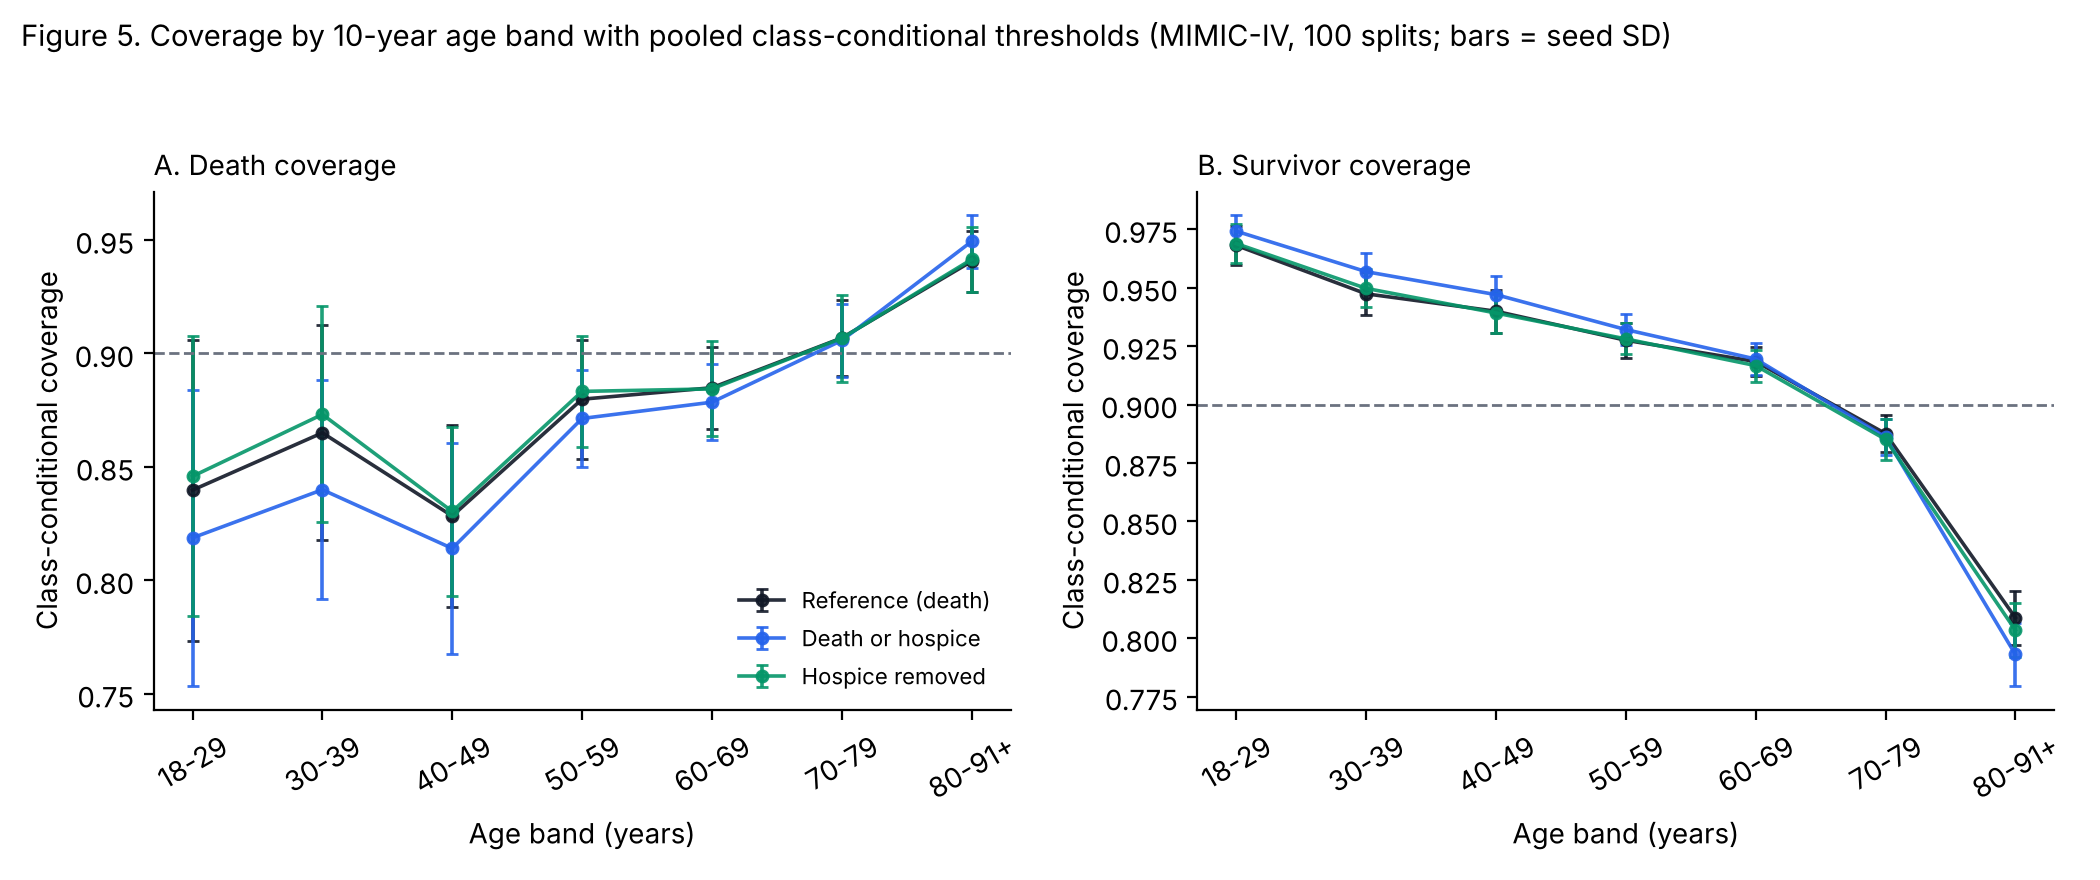 Figure 5. Coverage by 10-year age band with pooled class-conditional thresholds (MIMIC-IV, 100 splits; bars = seed SD)
A. Death coverage
Class-conditional coverage
0.95
0.90
0.85
0.80
0.75
Reference (death)
Death or hospice
Hospice removed
18-29
30-39
40-49
50-59
60-69
70-79
80-91+
Age band (years)
B. Survivor coverage
Class-conditional coverage
0.975
0.950
0.925
0.900
0.875
0.850
0.825
0.800
0.775
18-29
30-39
40-49
50-59
60-69
70-79
80-91+
Age band (years)